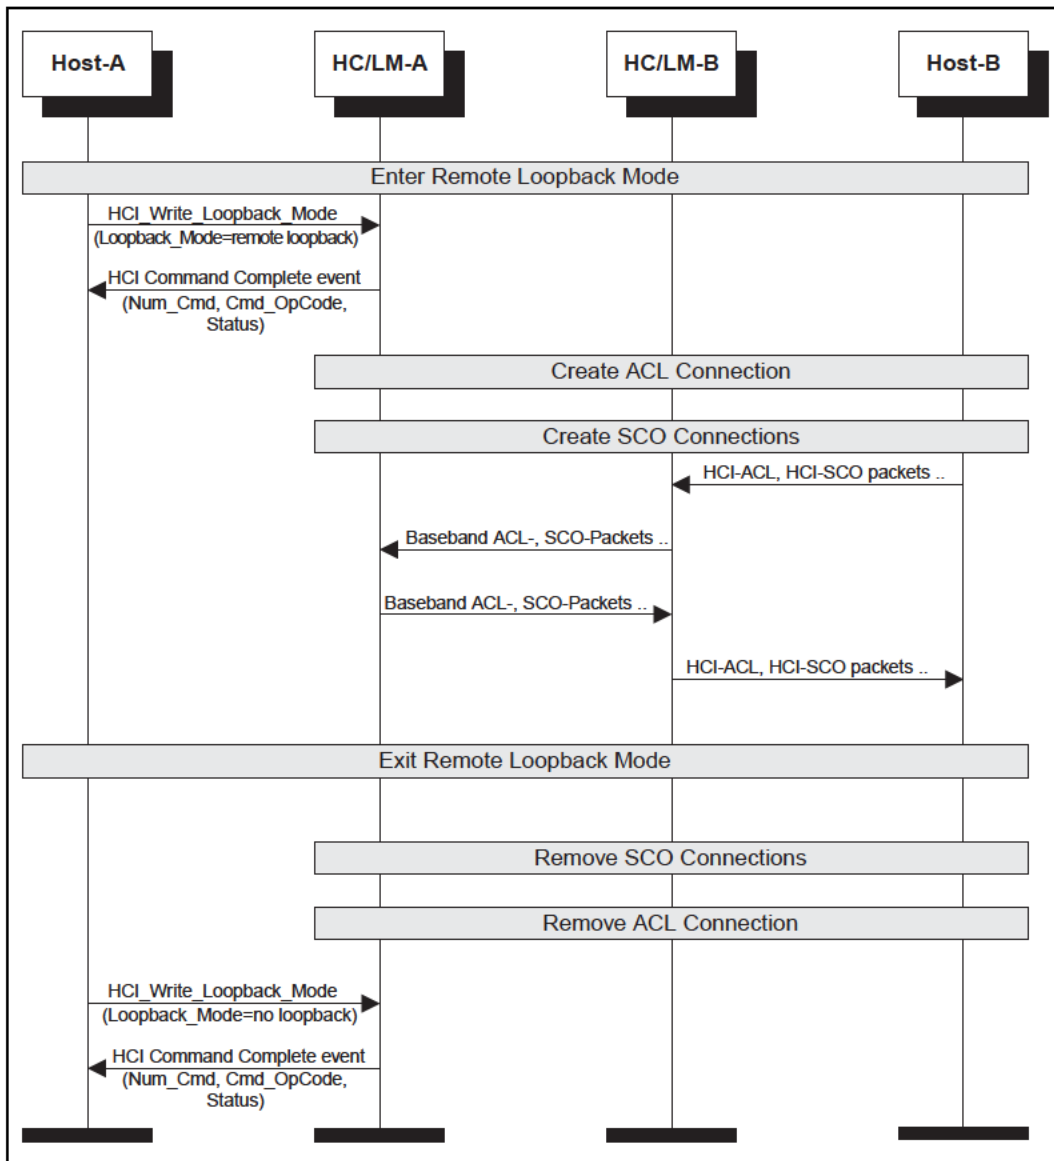 Host-A
HC/LM-A
HC/LM-B
Host-B
Enter Remote Loopback Mode
HCI_Write_Loopback_Mode
(Loopback_Mode=remote loopback)
HCI Command Complete event
(Num_Cmd, Cmd_OpCode,
Status)
Create ACL Connection
Create SCO Connections
HCI-ACL, HCI-SCO packets ..
Baseband ACL-, SCO-Packets ..
Baseband ACL-, SCO-Packets ..
HCI-ACL, HCI-SCO packets ..
Exit Remote Loopback Mode
Remove SCO Connections
Remove ACL Connection
HCI_Write_Loopback_Mode
(Loopback_Mode=no loopback)
HCI Command Complete event
(Num_Cmd, Cmd_OpCode,
Status)